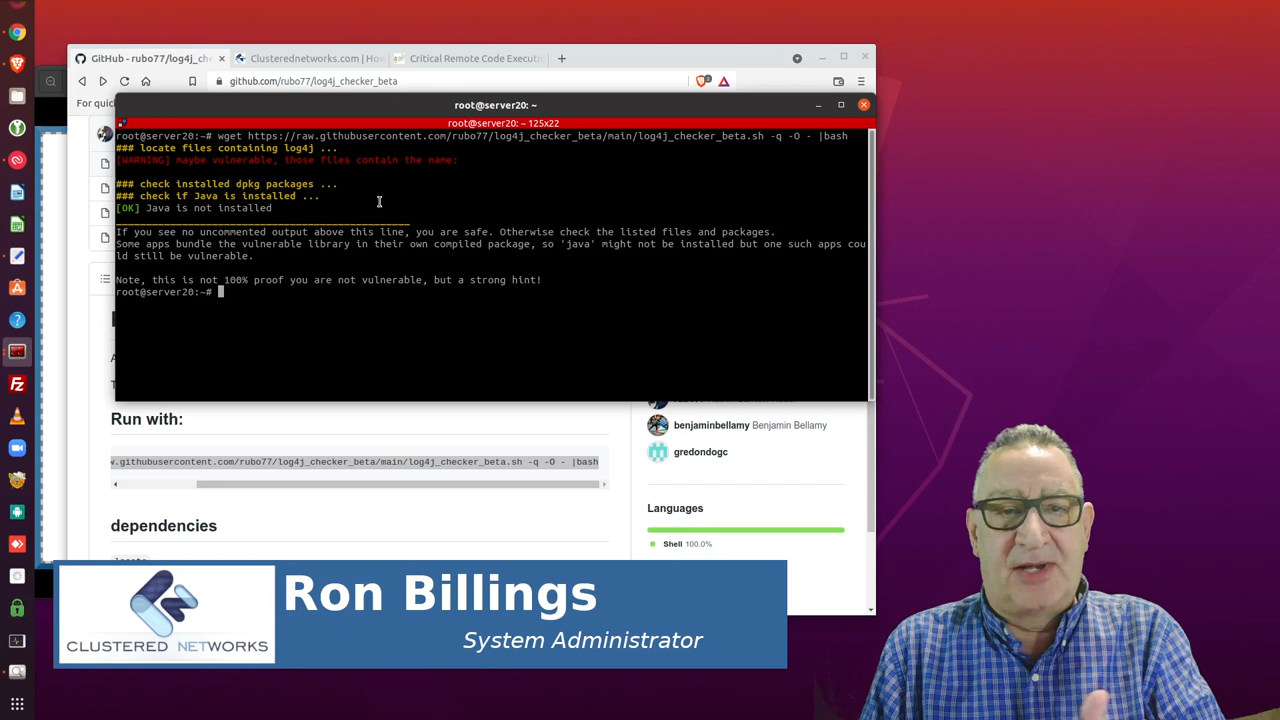 GitHub - rubo77/log4j_che
Clusterednetworks.com | How
Critical Remote Code Executio
github.com/rubo77/log4j_checker_beta
For quic
root@server20: ~
root@server20: ~ 125x22
root@server20:~# wget https://raw.githubusercontent.com/rubo77/log4j_checker_beta/main/log4j_checker_beta.sh -q -O - |bash
### locate files containing log4j ...
[WARNING] maybe vulnerable, those files contain the name:
### check installed dpkg packages ...
### check if Java is installed ...
[OK] Java is not installed
If you see no uncommented output above this line, you are safe. Otherwise check the listed files and packages.
Some apps bundle the vulnerable library in their own compiled package, so 'java' might not be installed but one such apps cou
ld still be vulnerable.
Note, this is not 100% proof you are not vulnerable, but a strong hint!
root@server20:~#
Run with:
w.githubusercontent.com/rubo77/log4j_checker_beta/main/log4j_checker_beta.sh -q -O - |bash
dependencies
benjaminbellamy Benjamin Bellamy
gredondogc
Languages
Shell 100.0%
CLUSTERED NETWORKS
Ron Billings
System Administrator